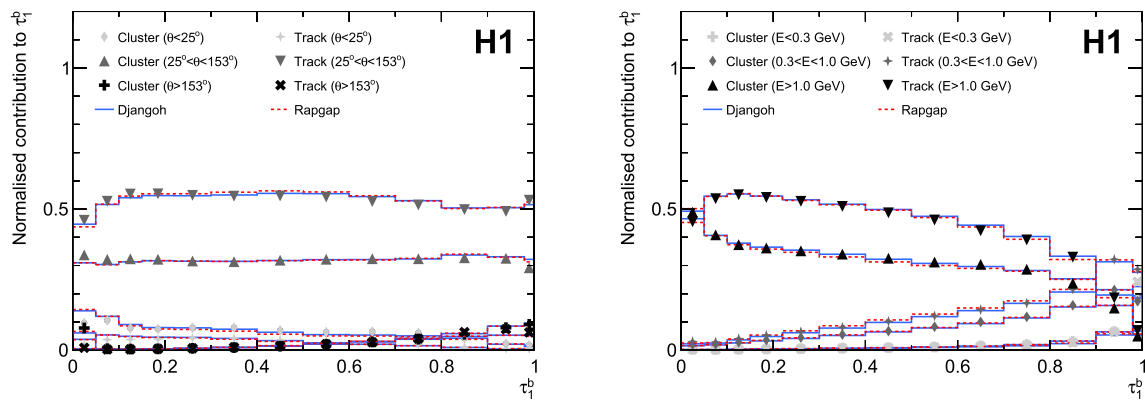 Normalised contribution to τ₁ᵇ
H1
Cluster (θ<25°) Track (θ<25°)
Cluster (25°<θ<153°) Track (25°<θ<153°)
Cluster (θ>153°) Track (θ>153°)
Djangoh Rapgap
1
0.5
0
0 0.2 0.4 0.6 0.8 1
τ₁ᵇ
Normalised contribution to τ₁ᵇ
H1
Cluster (E<0.3 GeV) Track (E<0.3 GeV)
Cluster (0.3<E<1.0 GeV) Track (0.3<E<1.0 GeV)
Cluster (E>1.0 GeV) Track (E>1.0 GeV)
Djangoh Rapgap
1
0.5
0
0 0.2 0.4 0.6 0.8 1
τ₁ᵇ